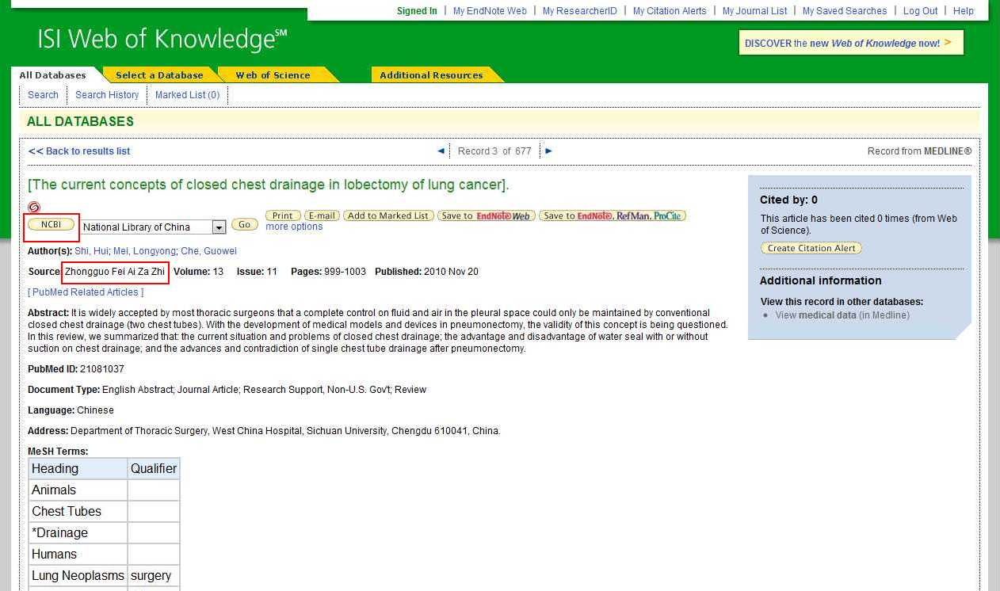 Signed In | My EndNote Web | My ResearcherID | My Citation Alerts | My Journal List | My Saved Searches | Log Out | Help
ISI Web of Knowledge℠
DISCOVER the new Web of Knowledge now! >
All Databases Select a Database Web of Science Additional Resources
Search Search History Marked List (0)
ALL DATABASES
<< Back to results list Record 3 of 677 Record from MEDLINE®
[The current concepts of closed chest drainage in lobectomy of lung cancer].
NCBI National Library of China Go Print E-mail Add to Marked List Save to EndNote Web Save to EndNote, RefMan, ProCite
more options
Author(s): Shi, Hui; Mei, Longyong; Che, Guowei
Source Zhongguo Fei Ai Za Zhi Volume: 13 Issue: 11 Pages: 999-1003 Published: 2010 Nov 20
[ PubMed Related Articles ]
Abstract: It is widely accepted by most thoracic surgeons that a complete control on fluid and air in the pleural space could only be maintained by conventional
closed chest drainage (two chest tubes). With the development of medical models and devices in pneumonectomy, the validity of this concept is being questioned.
In this review, we summarized that: the current situation and problems of closed chest drainage; the advantage and disadvantage of water seal with or without
suction on chest drainage; and the advances and contradiction of single chest tube drainage after pneumonectomy.
PubMed ID: 21081037
Document Type: English Abstract; Journal Article; Research Support, Non-U.S. Gov't; Review
Language: Chinese
Address: Department of Thoracic Surgery, West China Hospital, Sichuan University, Chengdu 610041, China.
MeSH Terms:
Heading Qualifier
Animals
Chest Tubes
*Drainage
Humans
Lung Neoplasms surgery
Cited by: 0
This article has been cited 0 times (from Web
of Science).
Create Citation Alert
Additional information
View this record in other databases:
View medical data (in Medline)